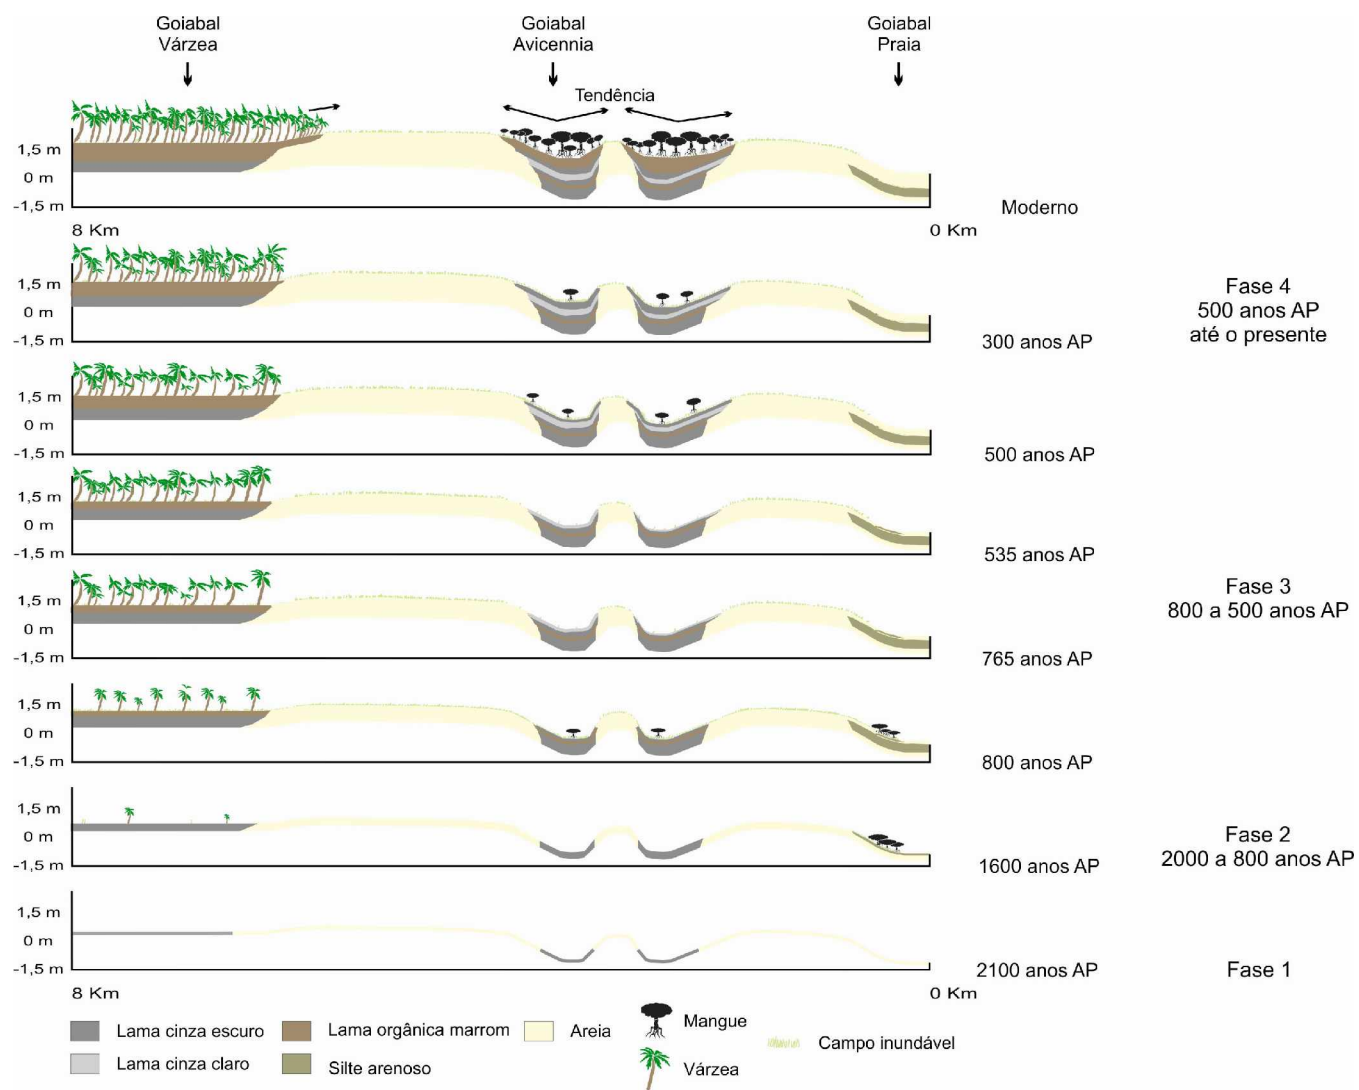 Goiabal
Várzea
Goiabal
Avicennia
Goiabal
Praia
Tendência
1,5 m
0 m
-1,5 m
8 Km
0 Km
Moderno
1,5 m
0 m
-1,5 m
300 anos AP
Fase 4
500 anos AP
até o presente
1,5 m
0 m
-1,5 m
500 anos AP
1,5 m
0 m
-1,5 m
535 anos AP
1,5 m
0 m
-1,5 m
765 anos AP
Fase 3
800 a 500 anos AP
1,5 m
0 m
-1,5 m
800 anos AP
1,5 m
0 m
-1,5 m
1600 anos AP
Fase 2
2000 a 800 anos AP
1,5 m
0 m
-1,5 m
2100 anos AP
Fase 1
8 Km
0 Km
Lama cinza escuro
Lama orgânica marrom
Areia
Mangue
Campo inundável
Lama cinza claro
Silte arenoso
Várzea